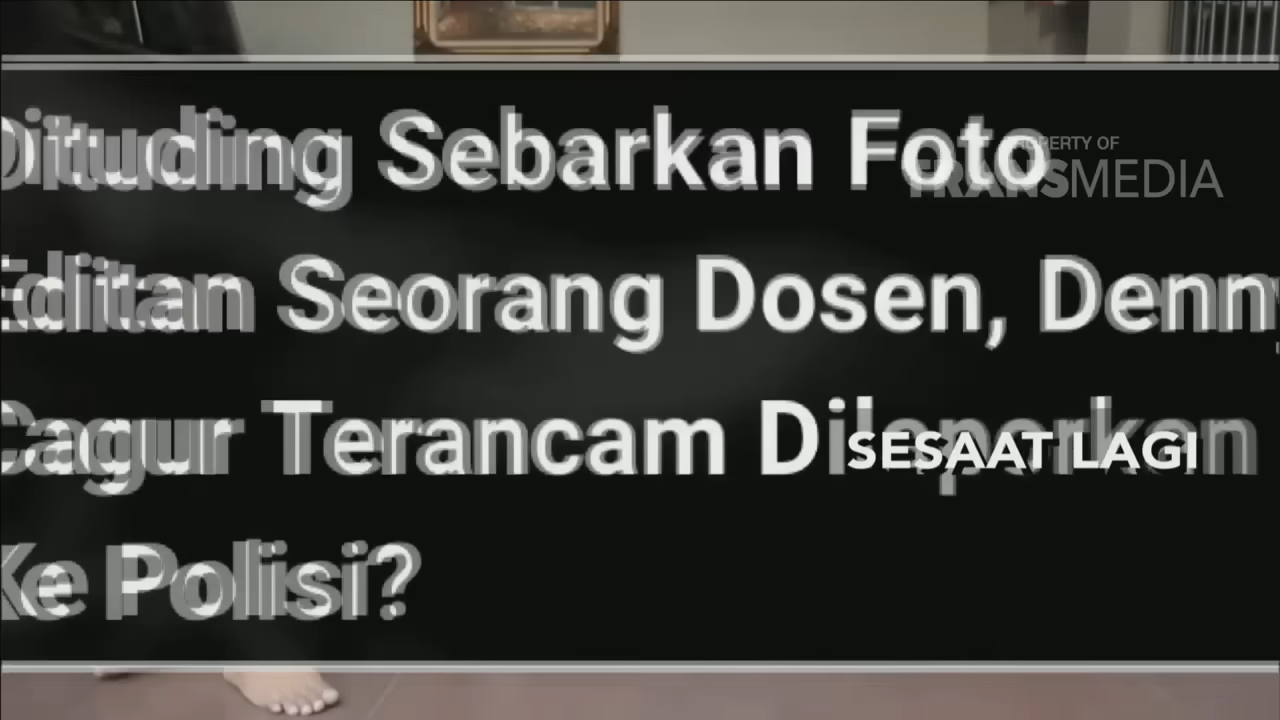 Dituding Sebarkan Foto
Editan Seorang Dosen, Denny
Cagur Terancam Dilaporkan
Ke Polisi?
PROPERTY OF
TRANSMEDIA
SESAAT LAGI